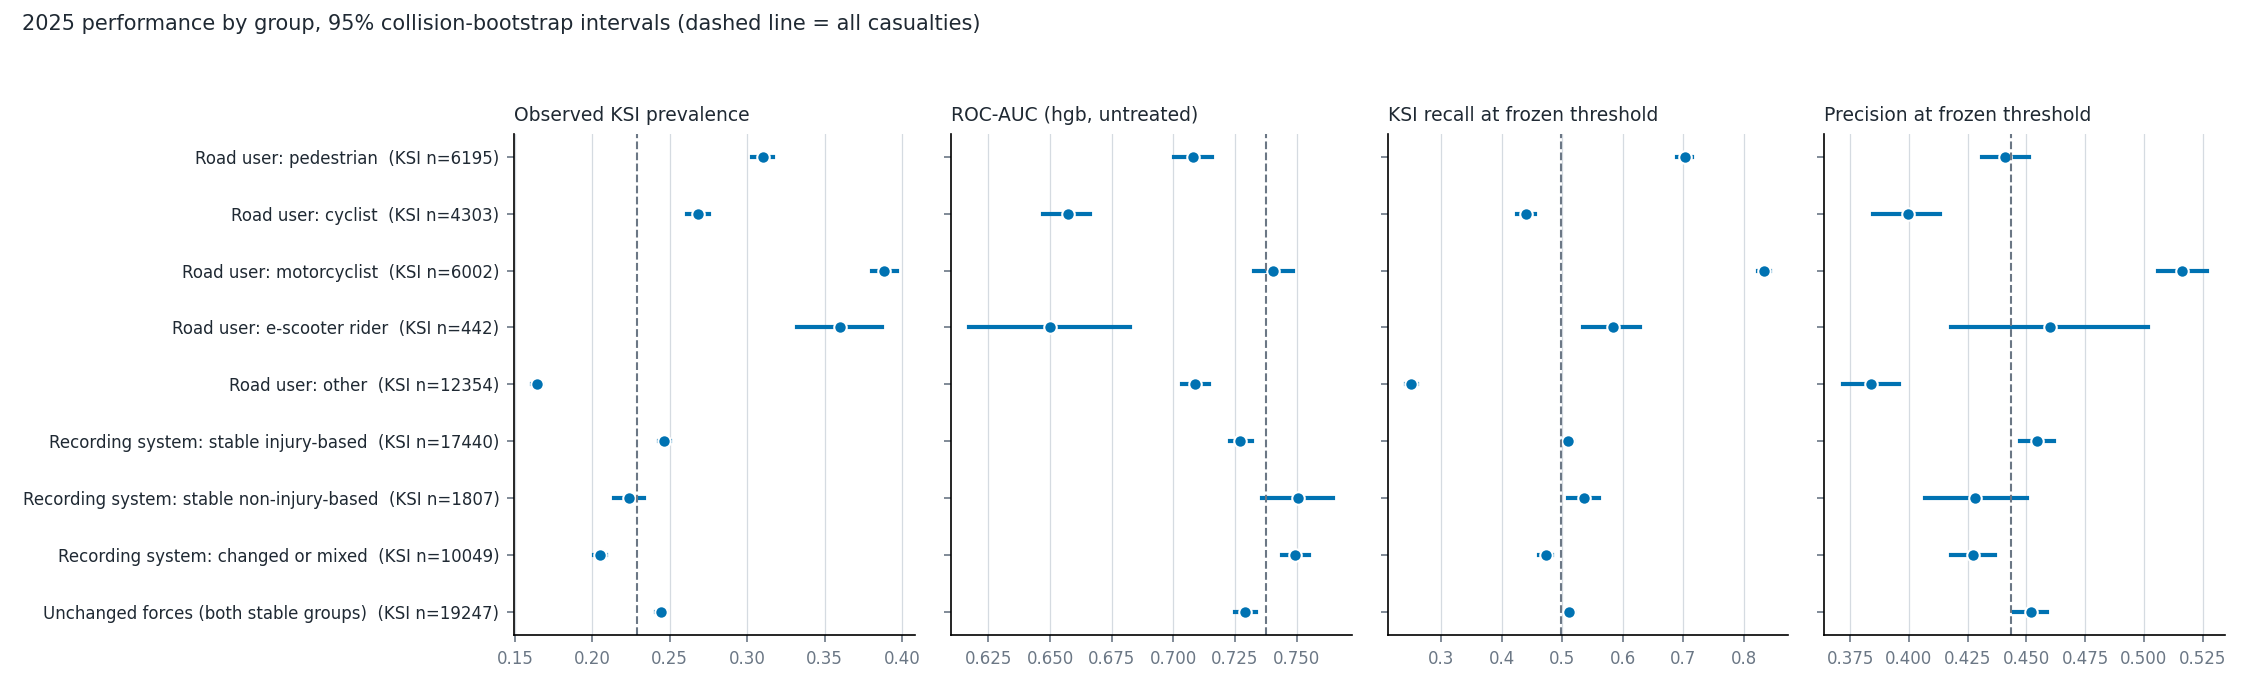 2025 performance by group, 95% collision-bootstrap intervals (dashed line = all casualties)
Observed KSI prevalence
ROC-AUC (hgb, untreated)
KSI recall at frozen threshold
Precision at frozen threshold
Road user: pedestrian (KSI n=6195)
Road user: cyclist (KSI n=4303)
Road user: motorcyclist (KSI n=6002)
Road user: e-scooter rider (KSI n=442)
Road user: other (KSI n=12354)
Recording system: stable injury-based (KSI n=17440)
Recording system: stable non-injury-based (KSI n=1807)
Recording system: changed or mixed (KSI n=10049)
Unchanged forces (both stable groups) (KSI n=19247)
0.15 0.20 0.25 0.30 0.35 0.40
0.625 0.650 0.675 0.700 0.725 0.750
0.3 0.4 0.5 0.6 0.7 0.8
0.375 0.400 0.425 0.450 0.475 0.500 0.525